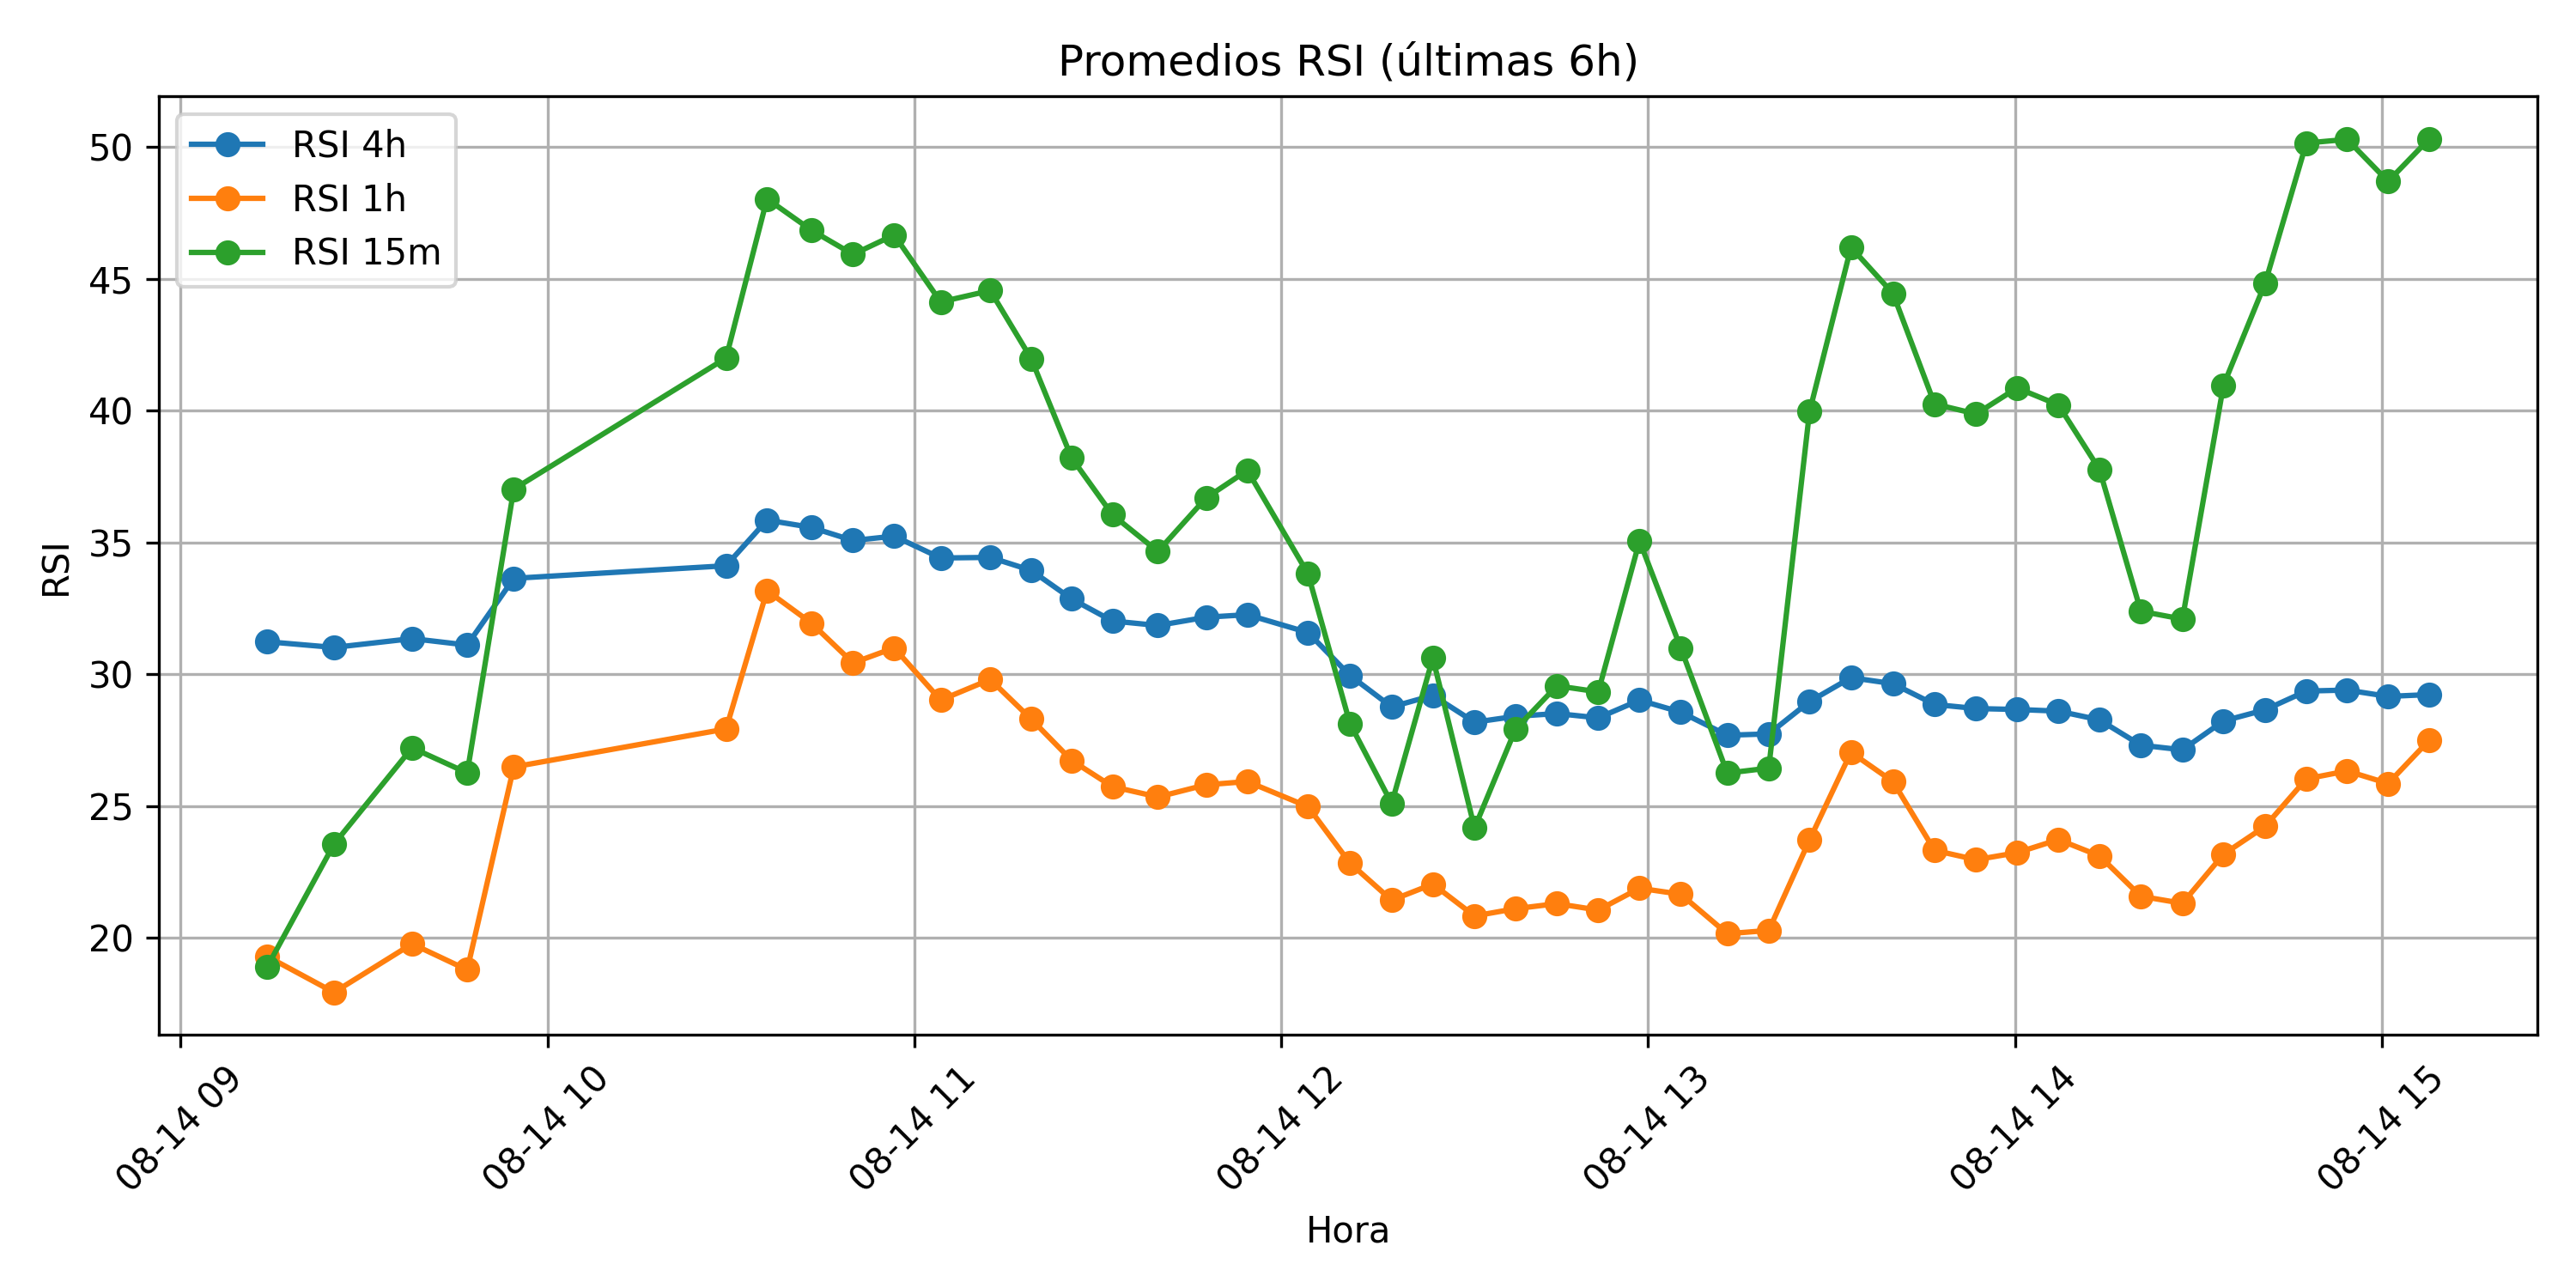 Promedios RSI (últimas 6h)
RSI 4h
RSI 1h
RSI 15m
50
45
40
35
30
25
20
RSI
08-14 09
08-14 10
08-14 11
08-14 12
08-14 13
08-14 14
08-14 15
Hora